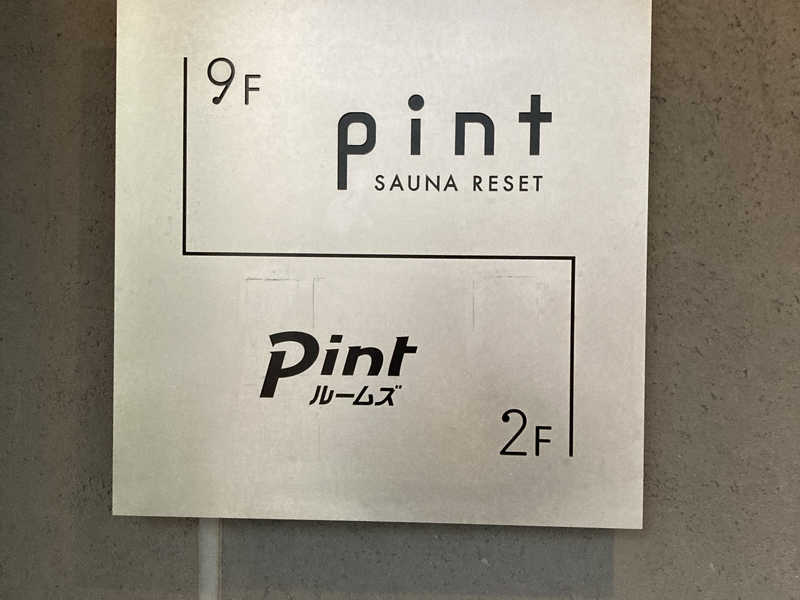 9F
pint
SAUNA RESET
Pint
ルームズ
2F